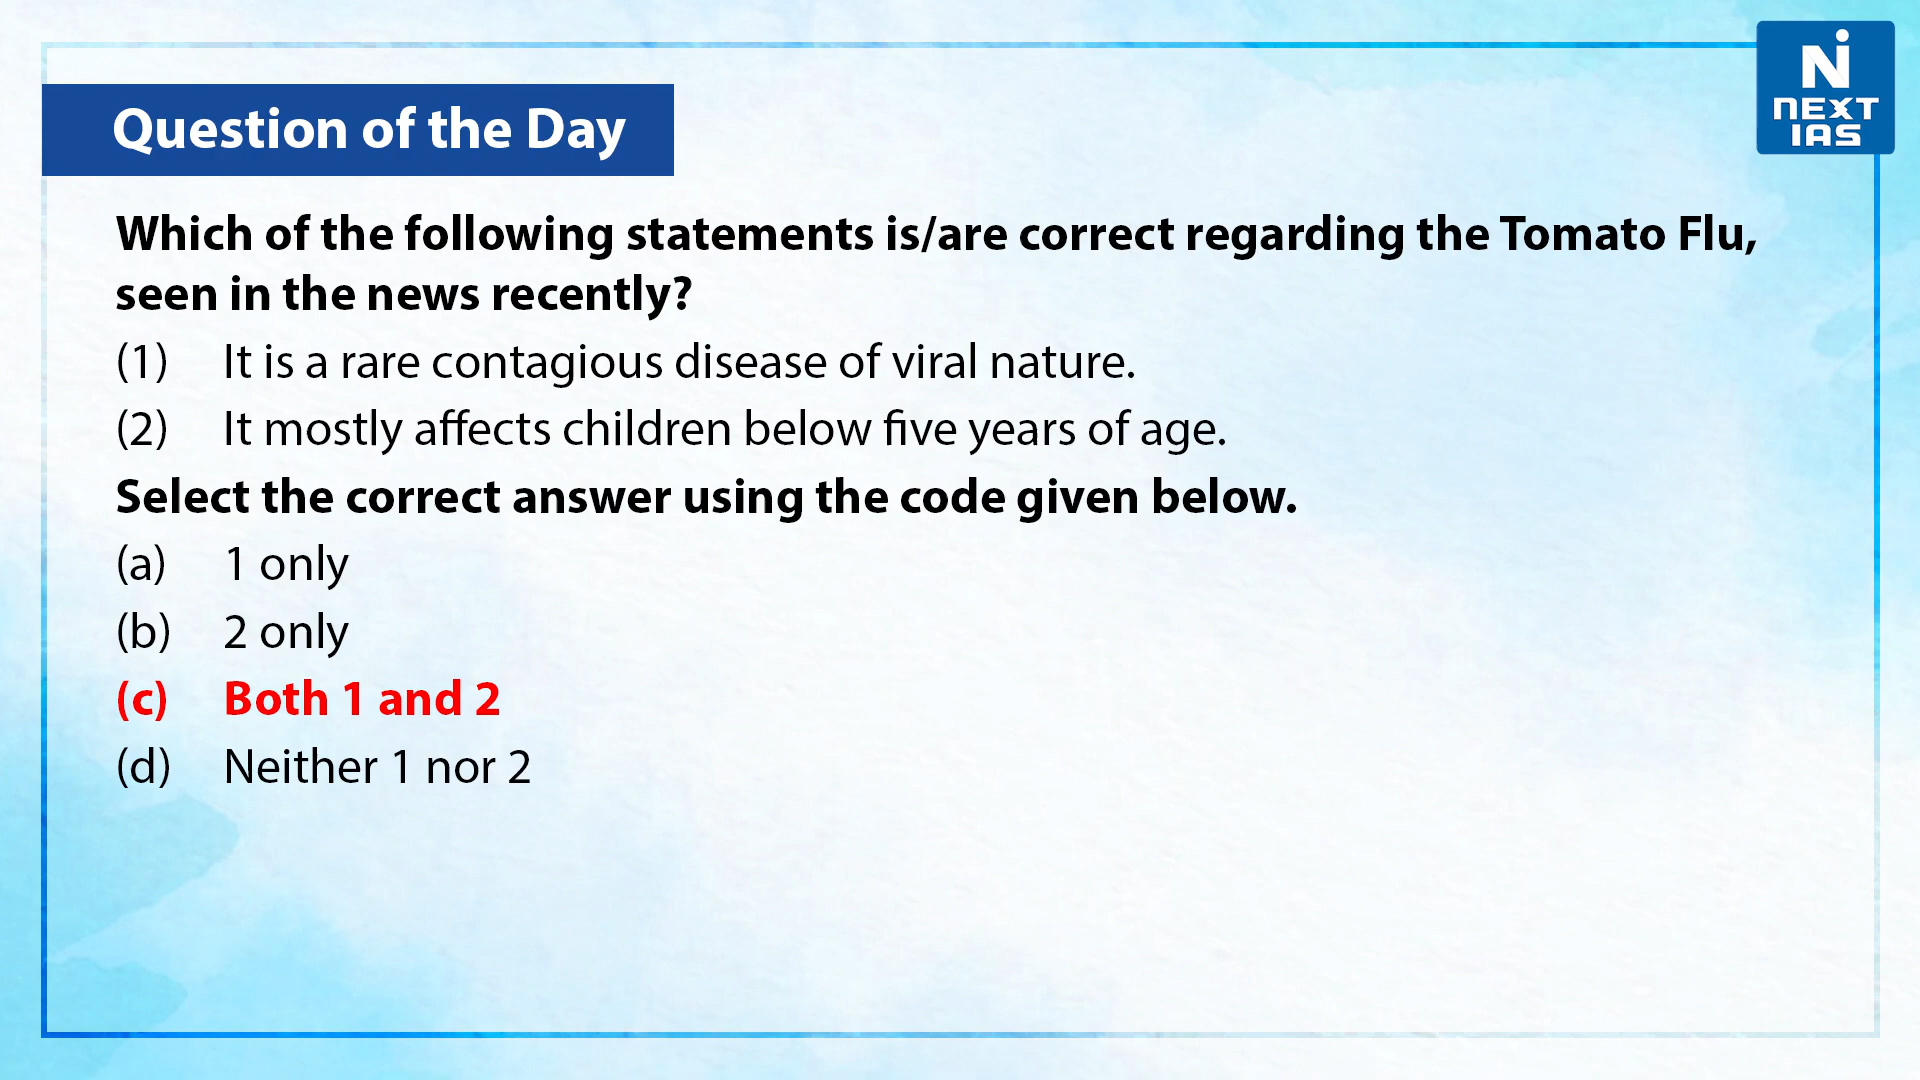 NEXT
IAS
Question of the Day
Which of the following statements is/are correct regarding the Tomato Flu,
seen in the news recently?
(1) It is a rare contagious disease of viral nature.
(2) It mostly affects children below five years of age.
Select the correct answer using the code given below.
(a) 1 only
(b) 2 only
(c) Both 1 and 2
(d) Neither 1 nor 2